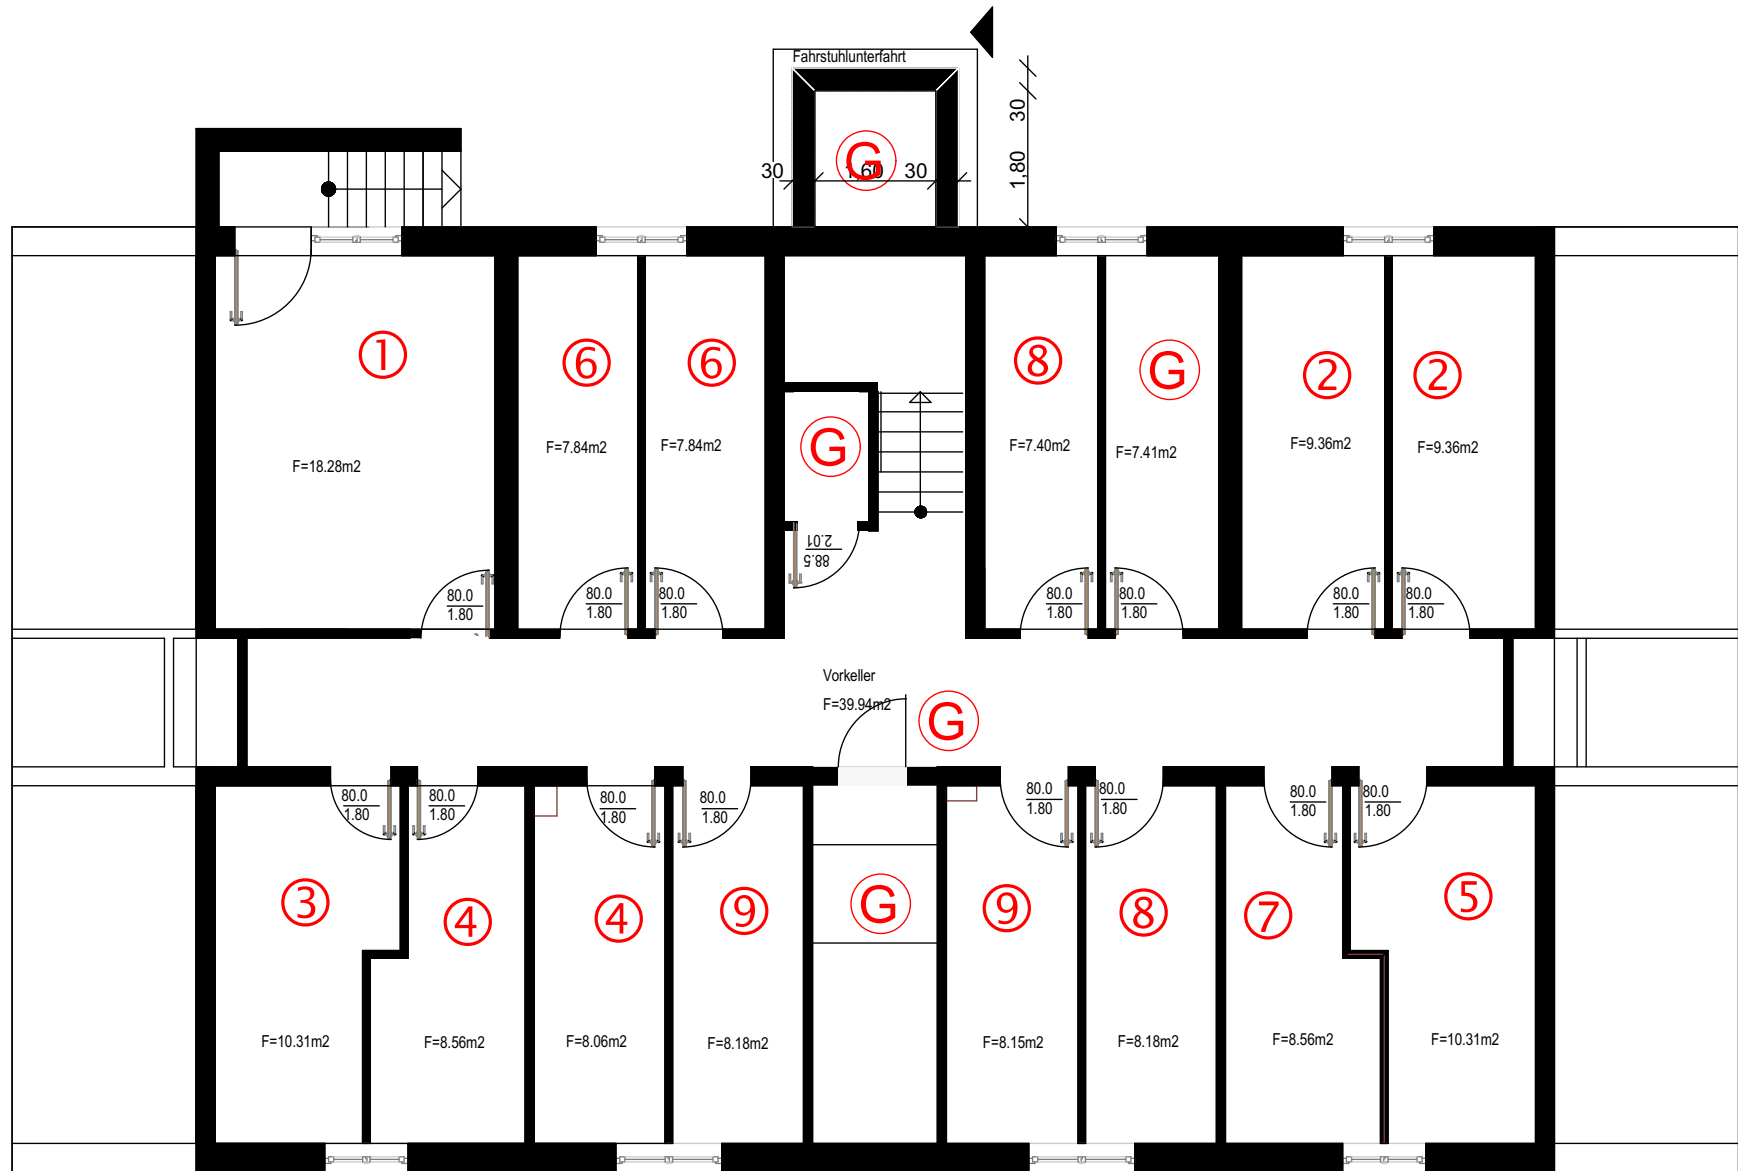 Fahrstuhlunterfahrt
30
1,80
G
30
1,60
30
①
⑥
⑥
⑧
G
②
②
G
F=18.28m2
F=7.84m2
F=7.84m2
F=7.40m2
F=7.41m2
F=9.36m2
F=9.36m2
88.5
2.01
80.0
1.80
80.0
1.80
80.0
1.80
80.0
1.80
80.0
1.80
80.0
1.80
80.0
1.80
Vorkeller
F=39.94m2
G
80.0
1.80
80.0
1.80
80.0
1.80
80.0
1.80
80.0
1.80
80.0
1.80
80.0
1.80
80.0
1.80
③
④
④
⑨
G
⑨
⑧
⑦
⑤
F=10.31m2
F=8.56m2
F=8.06m2
F=8.18m2
F=8.15m2
F=8.18m2
F=8.56m2
F=10.31m2